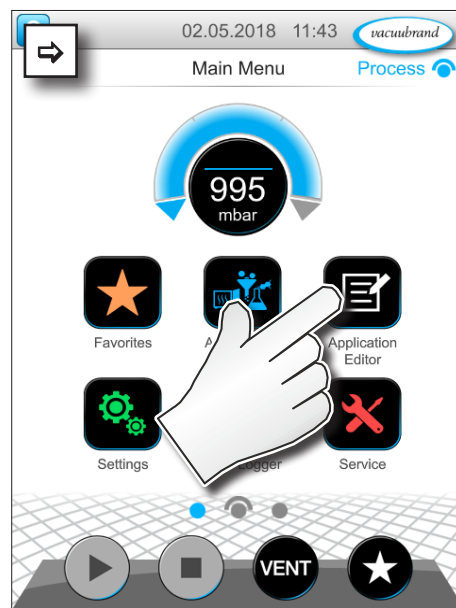 02.05.2018 11:43 vacuubrand
Main Menu Process
995
mbar
Favorites Application
Editor
Settings Service
VENT